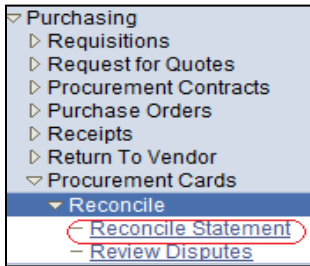 Purchasing
Requisitions
Request for Quotes
Procurement Contracts
Purchase Orders
Receipts
Return To Vendor
Procurement Cards
Reconcile
– Reconcile Statement
– Review Disputes